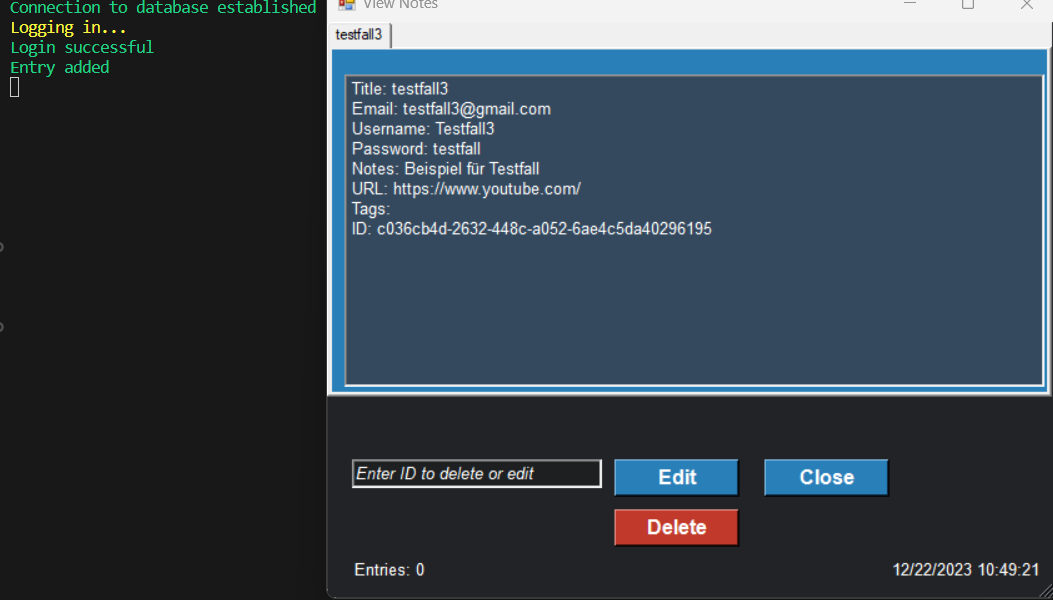 Connection to database established
Logging in...
Login successful
Entry added
View Notes
testfall3
Title: testfall3
Email: testfall3@gmail.com
Username: Testfall3
Password: testfall
Notes: Beispiel für Testfall
URL: https://www.youtube.com/
Tags:
ID: c036cb4d-2632-448c-a052-6ae4c5da40296195
Enter ID to delete or edit
Edit
Close
Delete
Entries: 0
12/22/2023 10:49:21